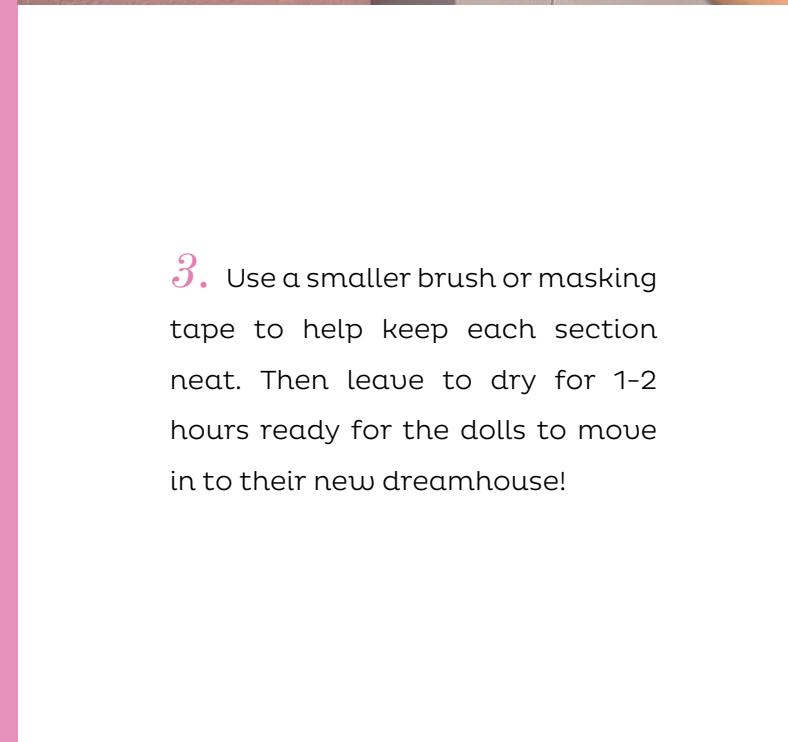 3. Use a smaller brush or masking
tape to help keep each section
neat. Then leave to dry for 1-2
hours ready for the dolls to move
in to their new dreamhouse!